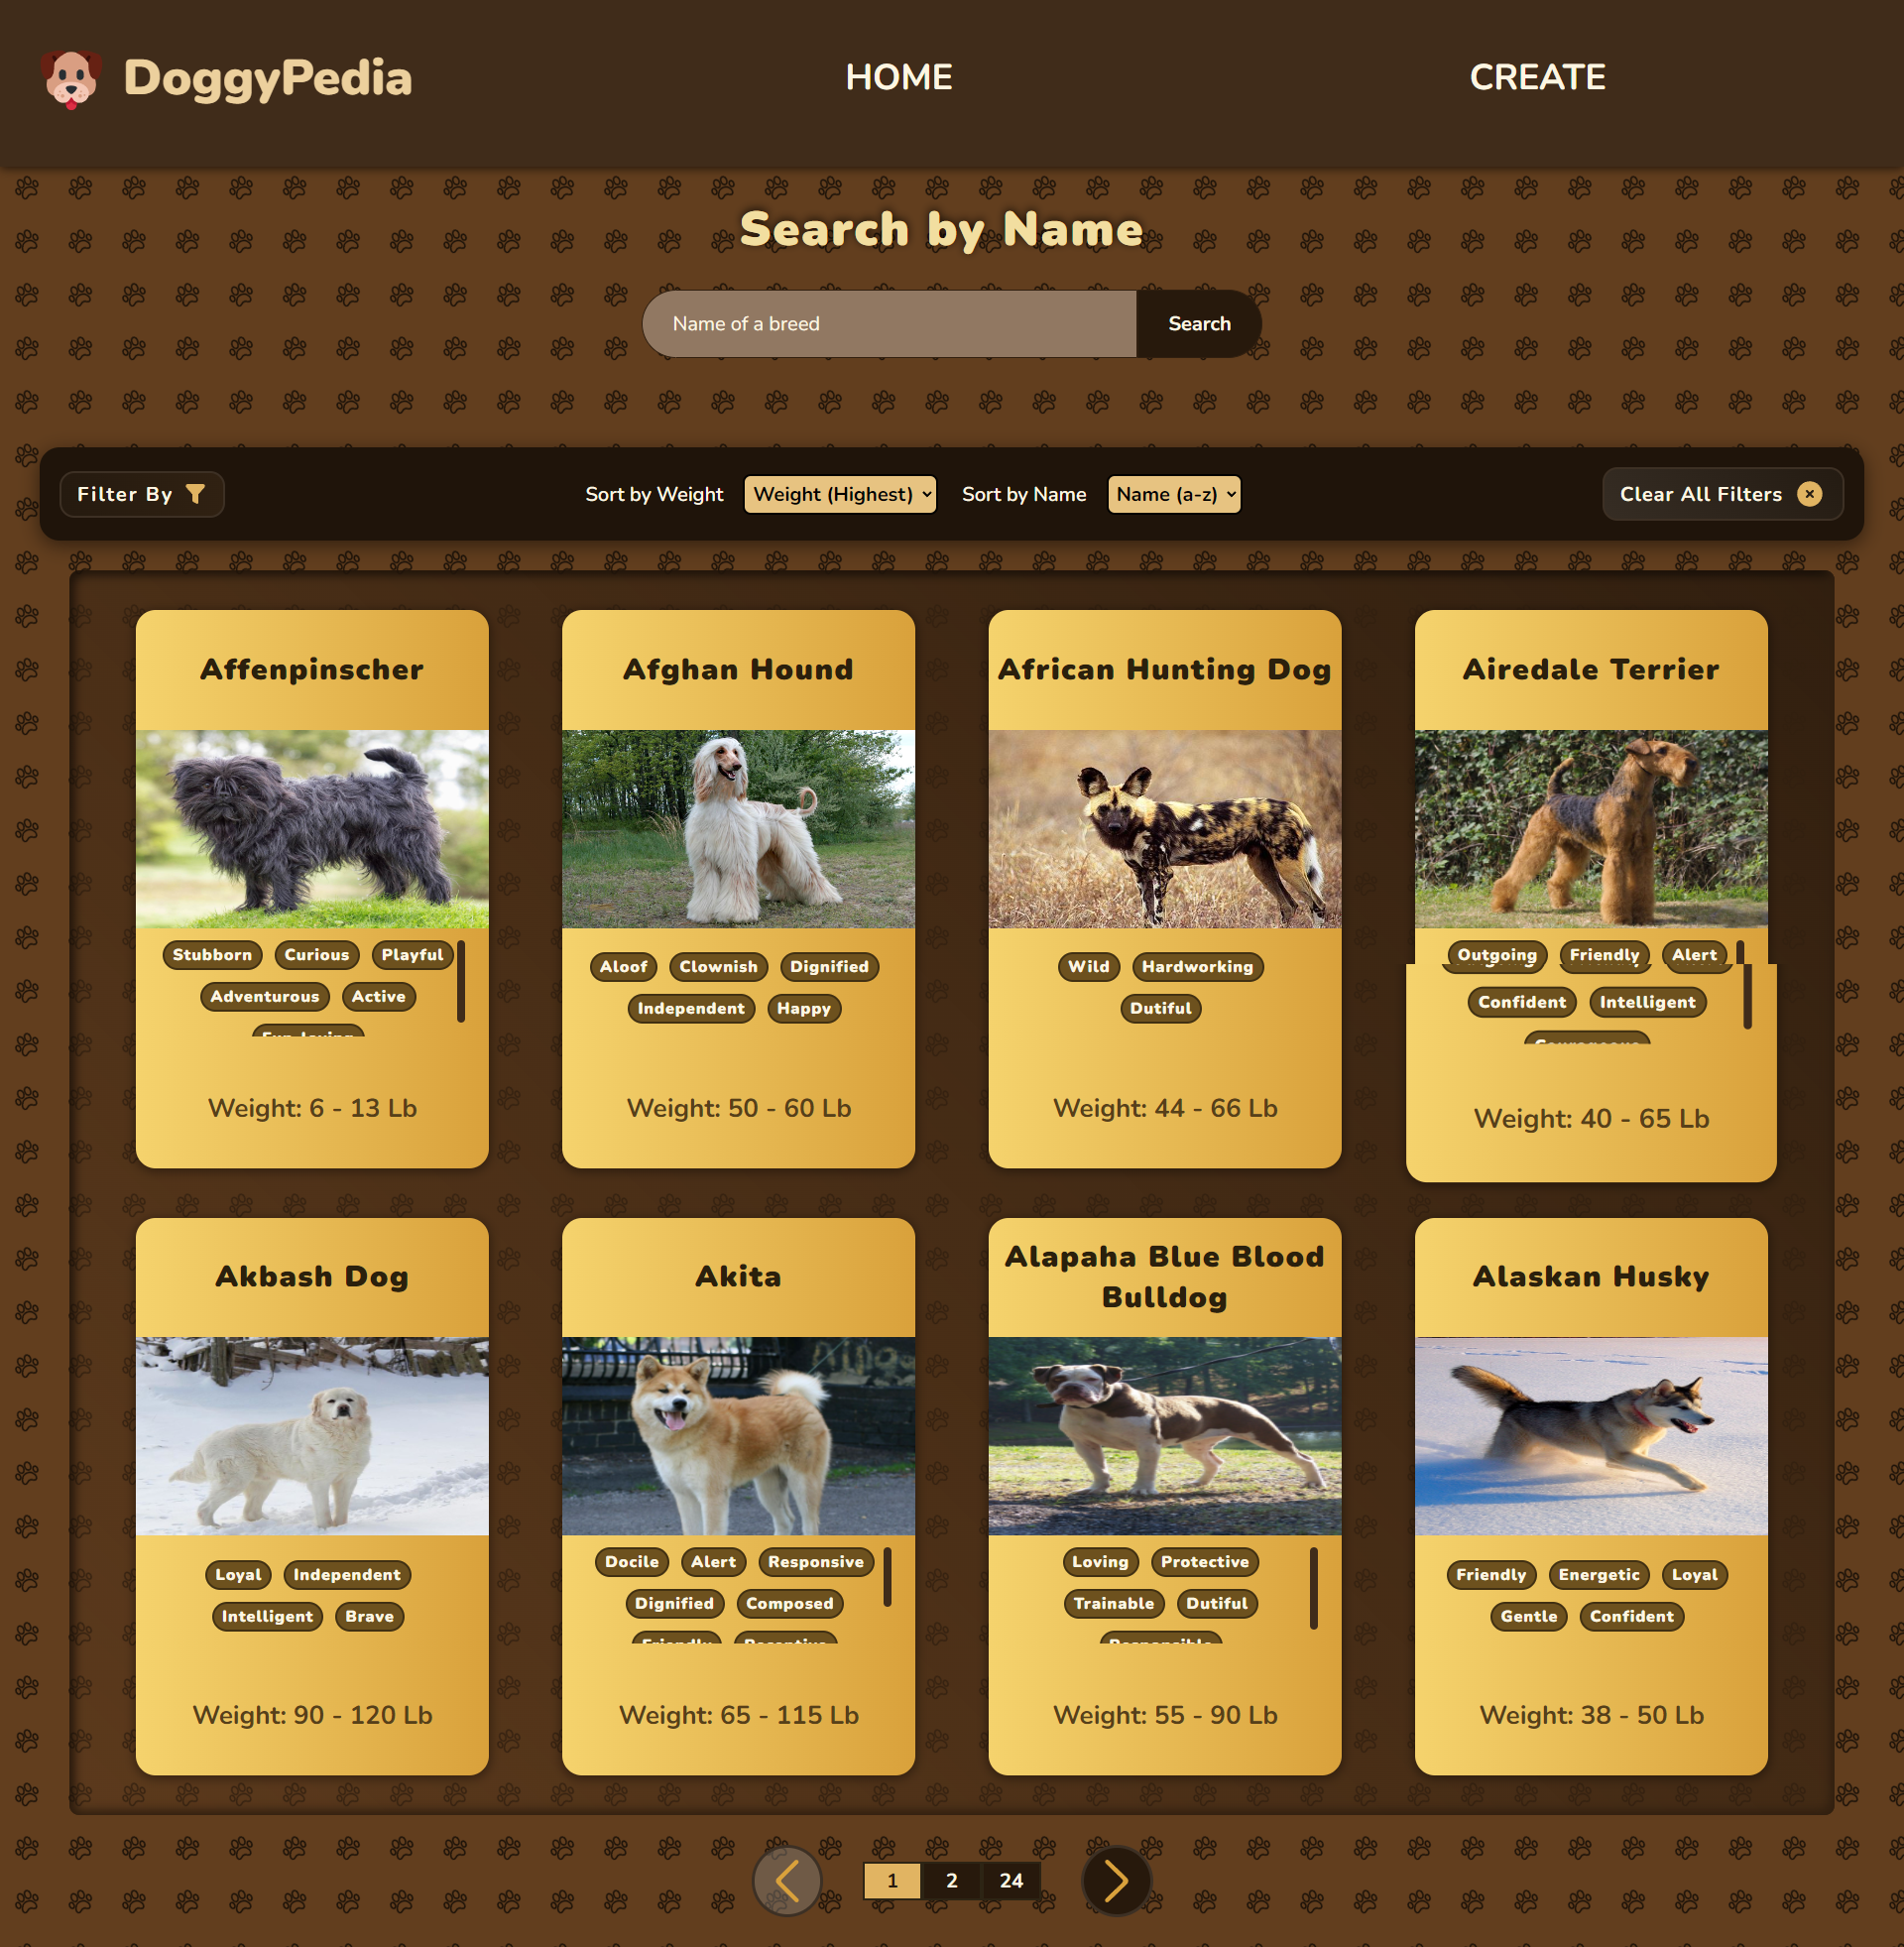 DoggyPedia
HOME
CREATE
Search by Name
Name of a breed
Search
Filter By
Sort by Weight
Weight (Highest)
Sort by Name
Name (a-z)
Clear All Filters
Affenpinscher
Stubborn Curious Playful
Adventurous Active
Weight: 6 - 13 Lb
Afghan Hound
Aloof Clownish Dignified
Independent Happy
Weight: 50 - 60 Lb
African Hunting Dog
Wild Hardworking
Dutiful
Weight: 44 - 66 Lb
Airedale Terrier
Outgoing Friendly Alert
Confident Intelligent
Weight: 40 - 65 Lb
Akbash Dog
Loyal Independent
Intelligent Brave
Weight: 90 - 120 Lb
Akita
Docile Alert Responsive
Dignified Composed
Friendly Receptive
Weight: 65 - 115 Lb
Alapaha Blue Blood
Bulldog
Loving Protective
Trainable Dutiful
Responsible
Weight: 55 - 90 Lb
Alaskan Husky
Friendly Energetic Loyal
Gentle Confident
Weight: 38 - 50 Lb
1 2 24